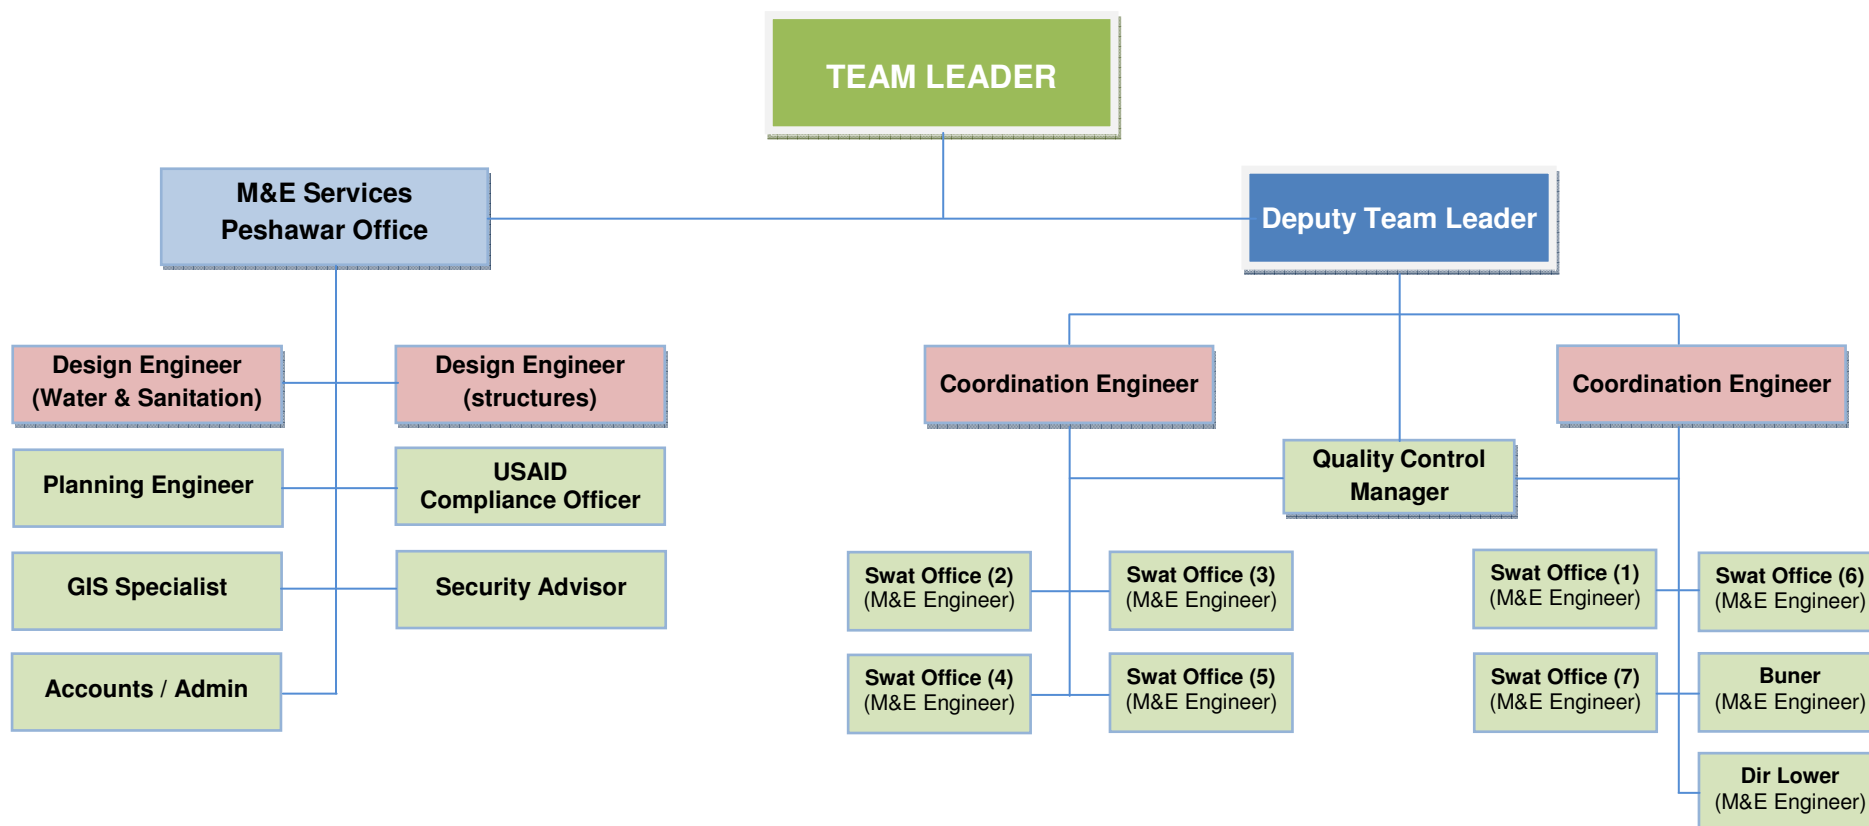 TEAM LEADER
M&E Services
Peshawar Office
Deputy Team Leader
Design Engineer
(Water & Sanitation)
Design Engineer
(structures)
Coordination Engineer
Coordination Engineer
Planning Engineer
USAID
Compliance Officer
Quality Control
Manager
GIS Specialist
Security Advisor
Swat Office (2)
(M&E Engineer)
Swat Office (3)
(M&E Engineer)
Swat Office (1)
(M&E Engineer)
Swat Office (6)
(M&E Engineer)
Accounts / Admin
Swat Office (4)
(M&E Engineer)
Swat Office (5)
(M&E Engineer)
Swat Office (7)
(M&E Engineer)
Buner
(M&E Engineer)
Dir Lower
(M&E Engineer)